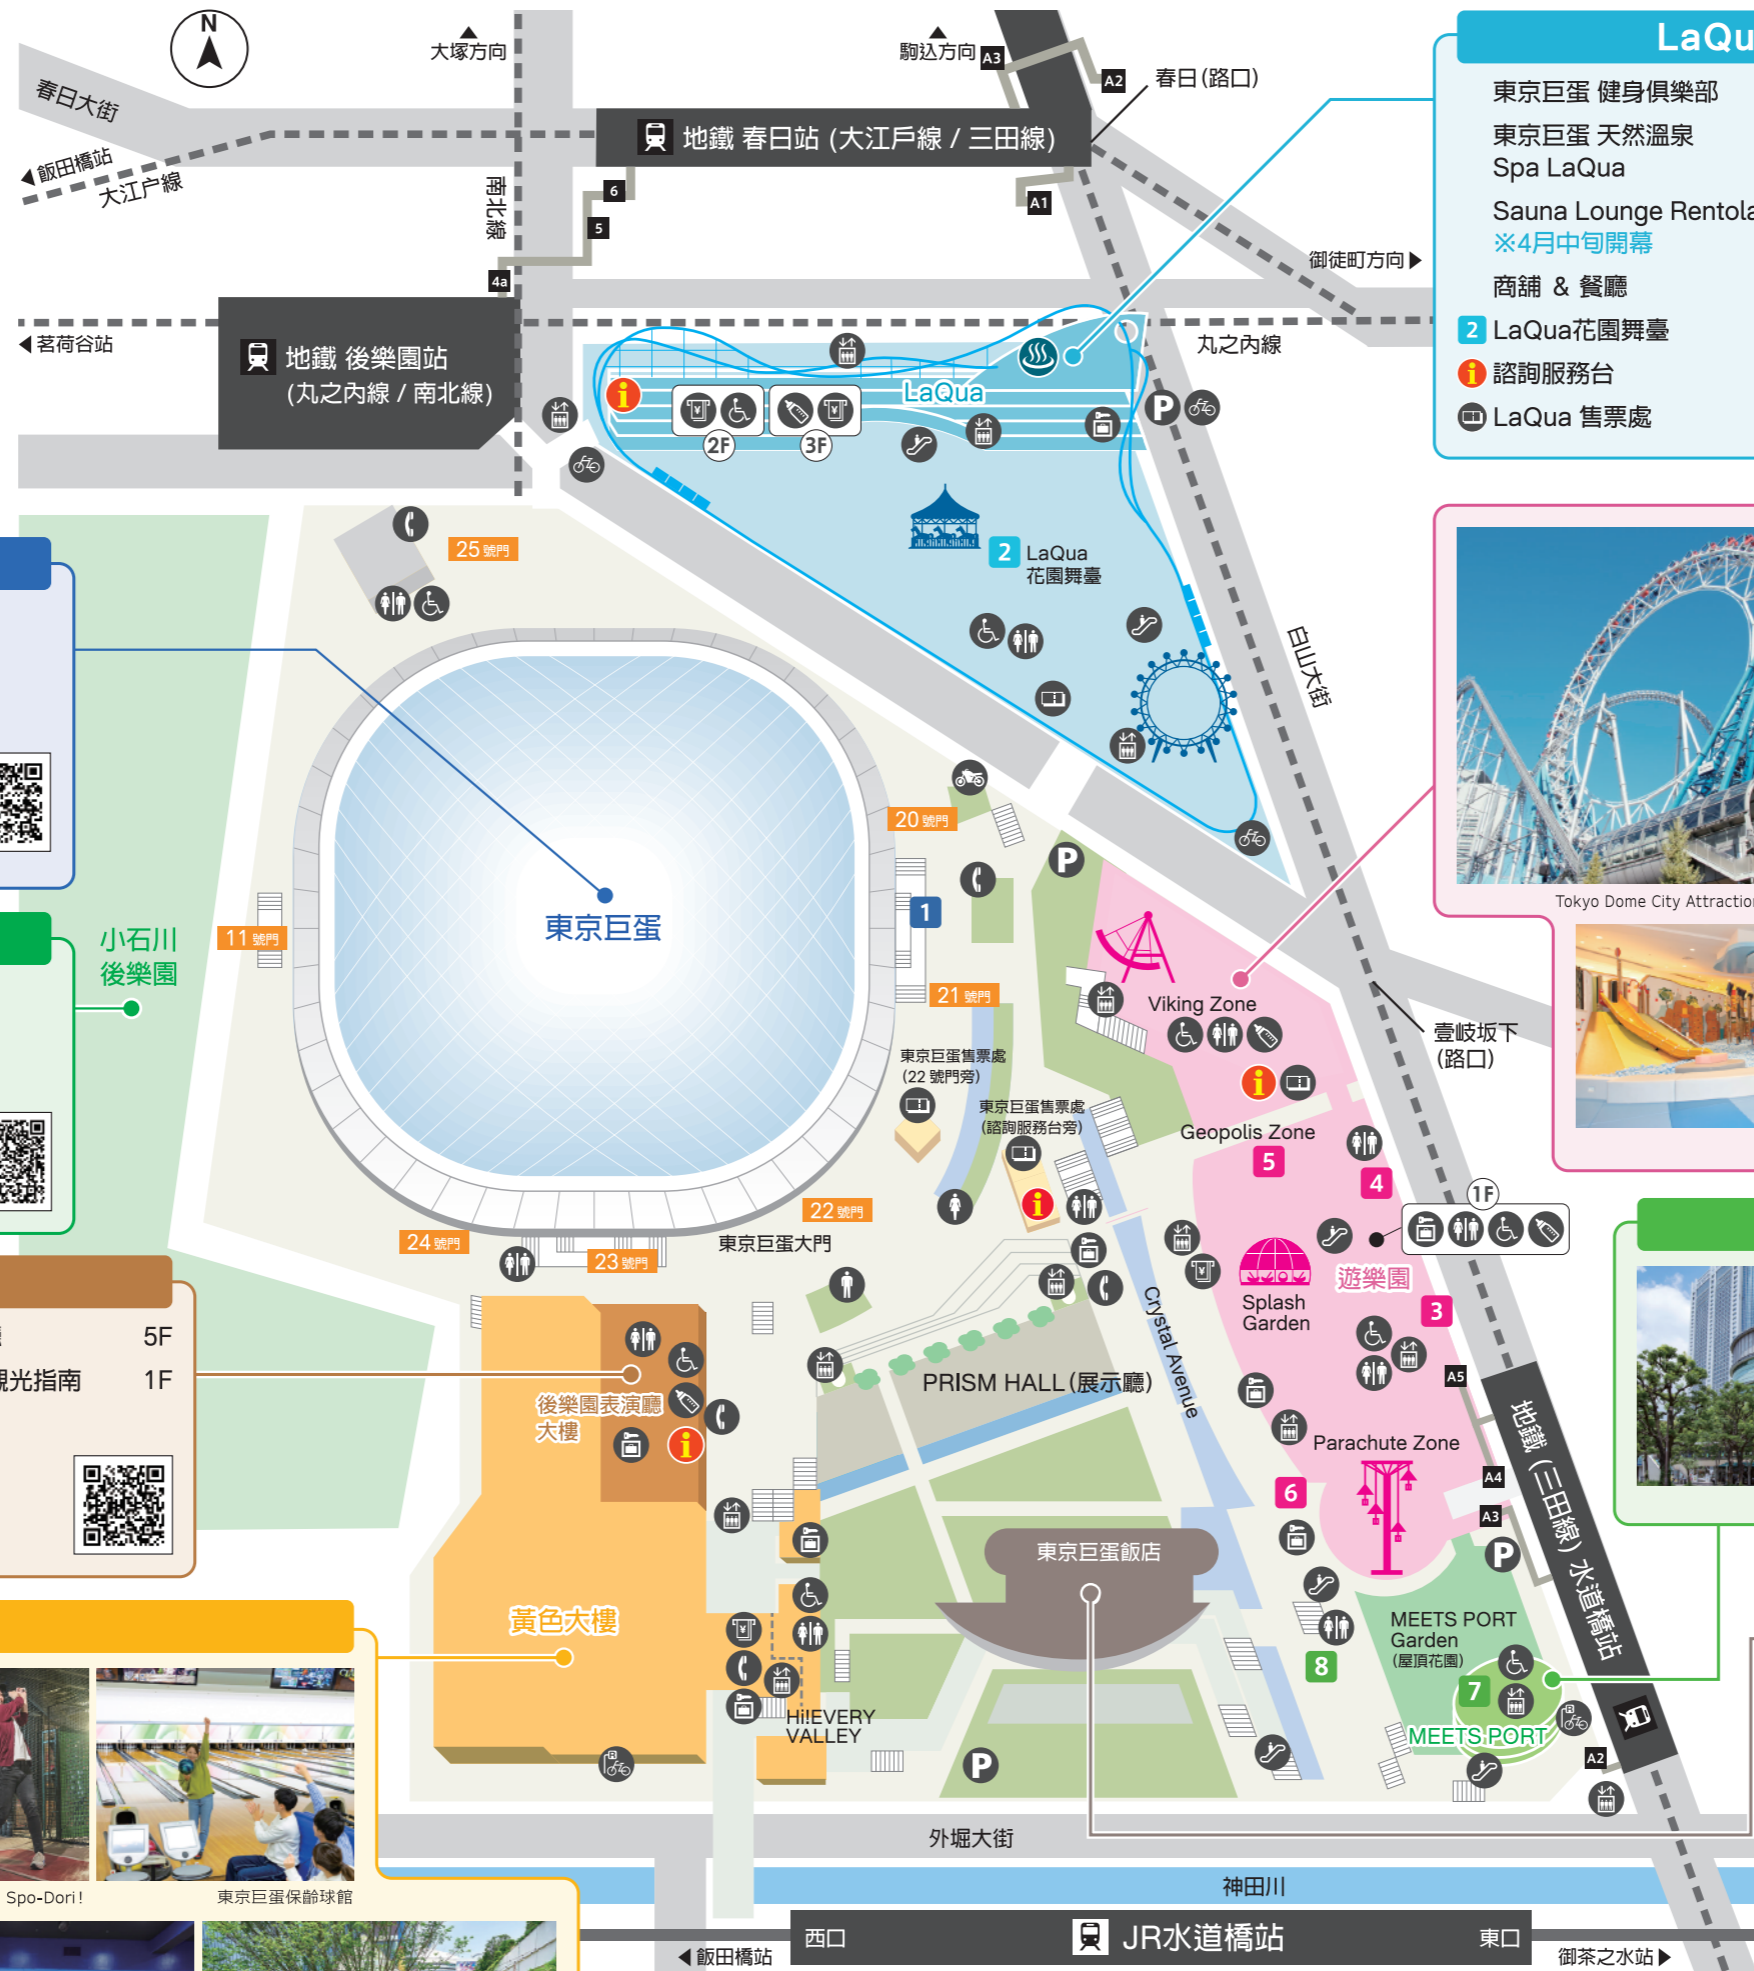 N
大塚方向
駒込方向
A3
A2
春日(路口)
春日大街
地鐵 春日站 (大江戶線 / 三田線)
飯田橋站
大江户線
南北線
6
5
4a
A1
御徒町方向
茗荷谷站
地鐵 後樂園站
(丸之內線 / 南北線)
丸之內線
LaQua
i
2F
3F
P
2
LaQua
花園舞臺
白山大街
LaQu
東京巨蛋 健身俱樂部
東京巨蛋 天然溫泉
Spa LaQua
Sauna Lounge Rentola
※4月中旬開幕
商舖 & 餐廳
2 LaQua花園舞臺
i 諮詢服務台
LaQua 售票處
25 號門
20 號門
P
1
東京巨蛋
11 號門
小石川
後樂園
21 號門
Viking Zone
i
Tokyo Dome City Attraction
壹岐坂下
(路口)
東京巨蛋售票處
(22 號門旁)
東京巨蛋售票處
(諮詢服務台旁)
i
Geopolis Zone
5
4
1F
22 號門
24 號門
23 號門
東京巨蛋大門
遊樂園
Splash
Garden
3
Crystal Avenue
A5
5F
觀光指南
1F
後樂園表演廳
大樓
i
PRISM HALL (展示廳)
Parachute Zone
6
A4
A3
P
地鐵 (三田線) 水道橋站
東京巨蛋飯店
黃色大樓
MEETS PORT
Garden
(屋頂花園)
8
7
MEETS PORT
A2
HI!EVERY
VALLEY
P
外堀大街
神田川
Spo-Dori!
東京巨蛋保齡球館
西口
JR水道橋站
東口
飯田橋站
御茶之水站